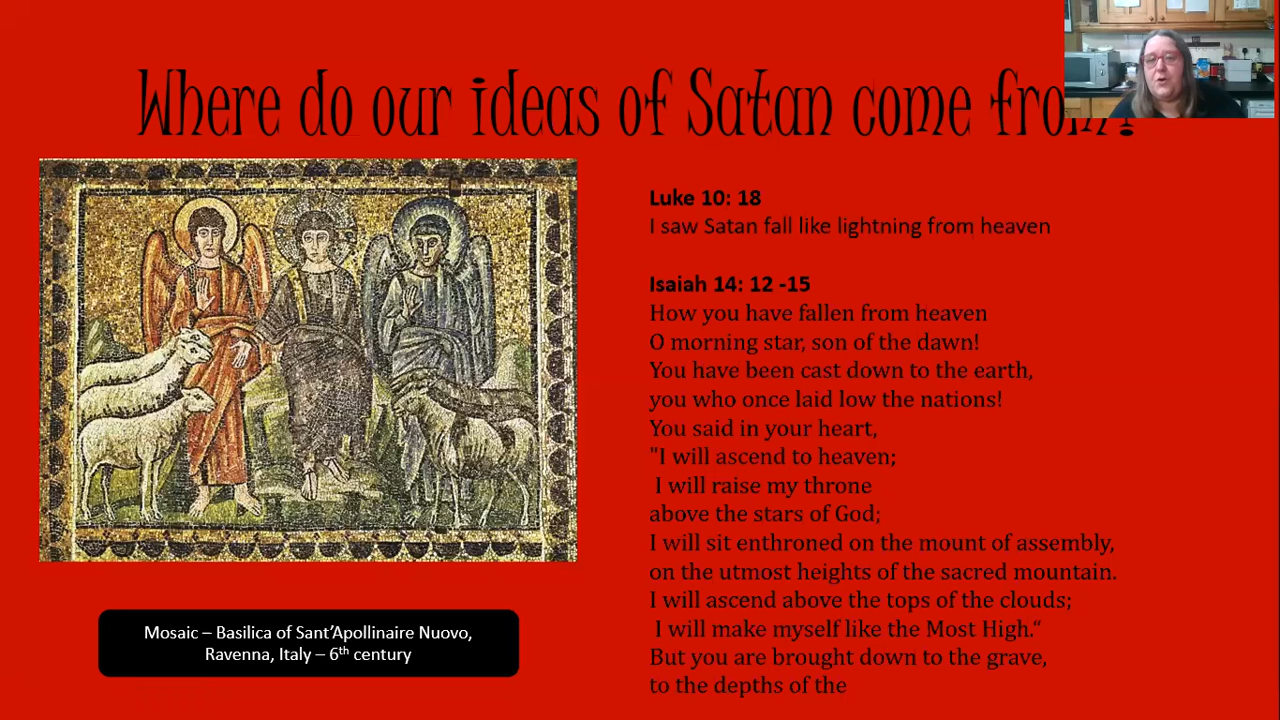 Where do our ideas of Satan come from?
Luke 10: 18
I saw Satan fall like lightning from heaven
Isaiah 14: 12 -15
How you have fallen from heaven
O morning star, son of the dawn!
You have been cast down to the earth,
you who once laid low the nations!
You said in your heart,
"I will ascend to heaven;
I will raise my throne
above the stars of God;
I will sit enthroned on the mount of assembly,
on the utmost heights of the sacred mountain.
I will ascend above the tops of the clouds;
I will make myself like the Most High.“
But you are brought down to the grave,
to the depths of the
Mosaic – Basilica of Sant’Apollinaire Nuovo,
Ravenna, Italy – 6th century